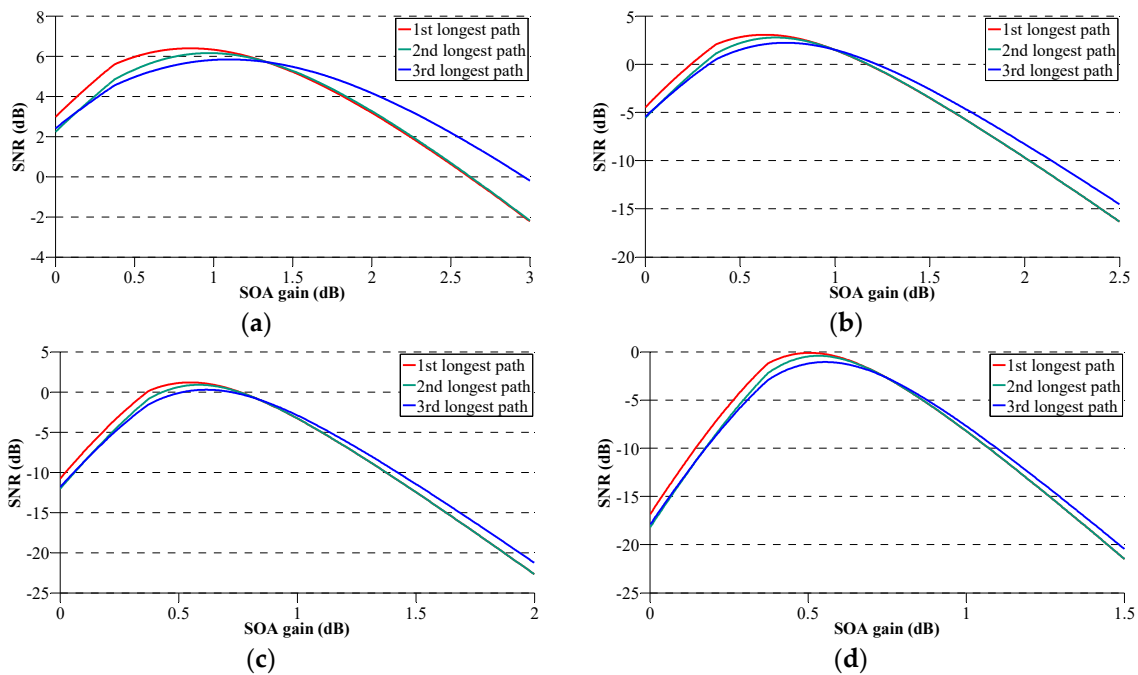 8
6
4
2
0
-2
-4
SNR (dB)
1st longest path
2nd longest path
3rd longest path
0 0.5 1 1.5 2 2.5 3
SOA gain (dB)
(a)
5
0
-5
-10
-15
-20
SNR (dB)
1st longest path
2nd longest path
3rd longest path
0 0.5 1 1.5 2 2.5
SOA gain (dB)
(b)
5
0
-5
-10
-15
-20
-25
SNR (dB)
1st longest path
2nd longest path
3rd longest path
0 0.5 1 1.5 2
SOA gain (dB)
(c)
0
-5
-10
-15
-20
-25
SNR (dB)
1st longest path
2nd longest path
3rd longest path
0 0.5 1 1.5
SOA gain (dB)
(d)